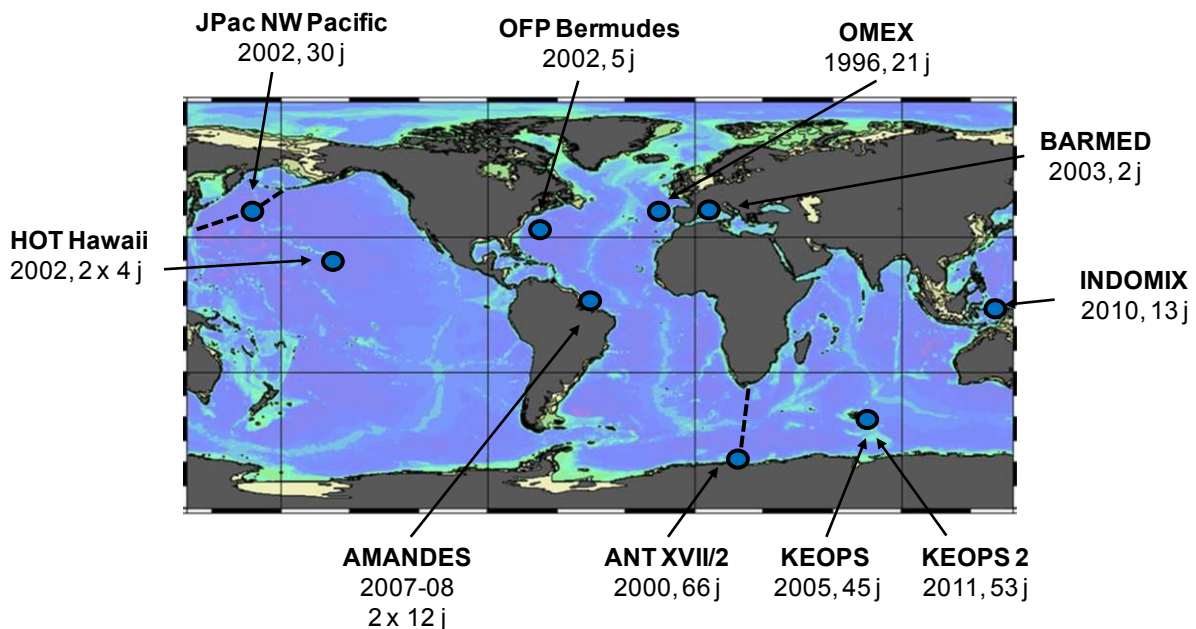 JPac NW Pacific
2002, 30 j
OFP Bermudes
2002, 5 j
OMEX
1996, 21 j
BARMED
2003, 2 j
HOT Hawaii
2002, 2 x 4 j
INDOMIX
2010, 13 j
AMANDES
2007-08
2 x 12 j
ANT XVII/2
2000, 66 j
KEOPS
2005, 45 j
KEOPS 2
2011, 53 j